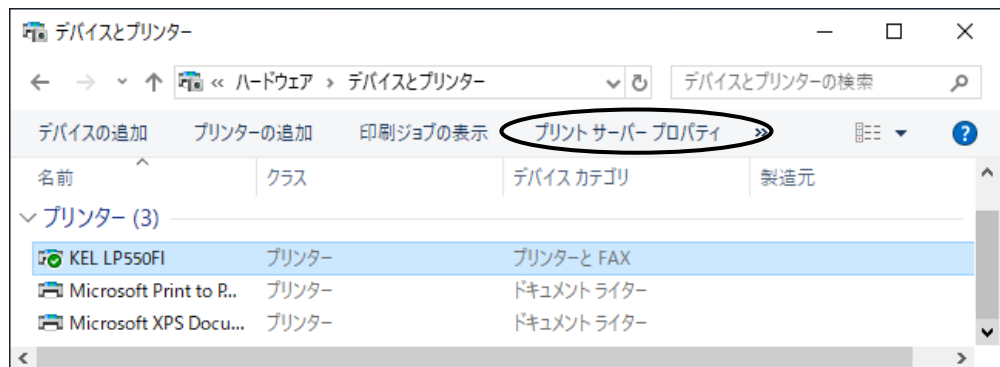 デバイスとプリンター
« ハードウェア › デバイスとプリンター デバイスとプリンターの検索
デバイスの追加 プリンターの追加 印刷ジョブの表示 プリント サーバー プロパティ »
名前 クラス デバイス カテゴリ 製造元
プリンター (3)
KEL LP550FI プリンター プリンターと FAX
Microsoft Print to P... プリンター ドキュメント ライター
Microsoft XPS Docu... プリンター ドキュメント ライター